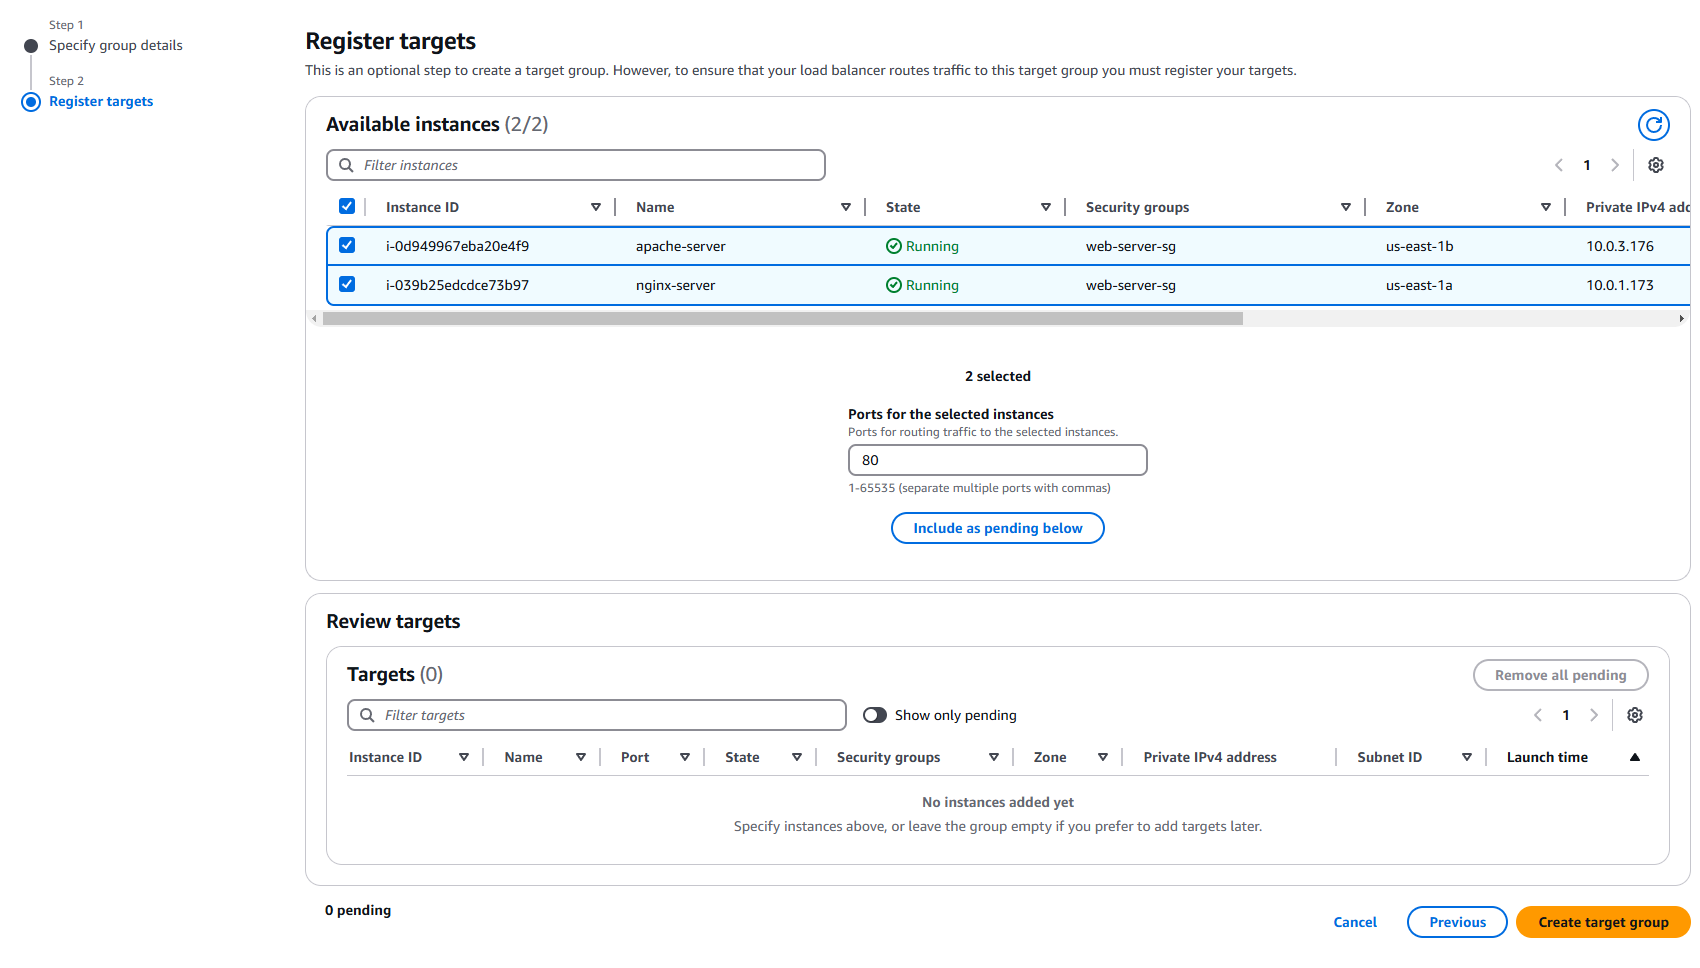 Step 1
Specify group details
Step 2
Register targets
Register targets
This is an optional step to create a target group. However, to ensure that your load balancer routes traffic to this target group you must register your targets.
Available instances (2/2)
Filter instances
1
Instance ID Name State Security groups Zone Private IPv4 add
i-0d949967eba20e4f9 apache-server Running web-server-sg us-east-1b 10.0.3.176
i-039b25edcdce73b97 nginx-server Running web-server-sg us-east-1a 10.0.1.173
2 selected
Ports for the selected instances
Ports for routing traffic to the selected instances.
80
1-65535 (separate multiple ports with commas)
Include as pending below
Review targets
Targets (0)
Remove all pending
Filter targets
Show only pending
1
Instance ID Name Port State Security groups Zone Private IPv4 address Subnet ID Launch time
No instances added yet
Specify instances above, or leave the group empty if you prefer to add targets later.
0 pending
Cancel
Previous
Create target group